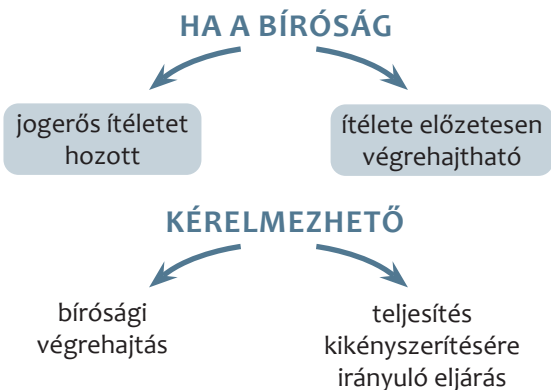 HA A BÍRÓSÁG
jogerős ítéletet
hozott
ítélete előzetesen
végrehajtható
KÉRELMEZHETŐ
bírósági
végrehajtás
teljesítés
kikényszerítésére
irányuló eljárás